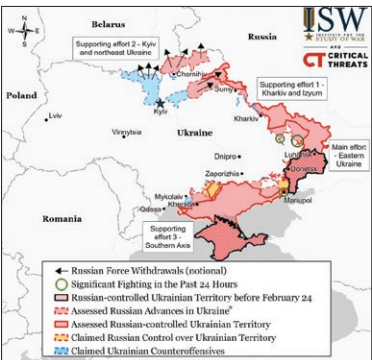 Belarus
ISW
INSTITUTE FOR THE
STUDY OF WAR
AND
CT CRITICAL
THREATS
N
W
E
S
Supporting effort 2 - Kyiv
and northeast Ukraine
Russia
Chernihiv
Poland
Sumy
Supporting effort 1 -
Kharkiv and Izyum
Kyiv
Lviv
Kharkiv
Vinnytsia
Ukraine
Main effort
- Eastern
Ukraine
Dnipro
Luhansk
Donetsk
Zaporizhia
Mariupol
Mykolaiv
Kherson
Odesa
Romania
Supporting
effort 3 -
Southern Axis
Russian Force Withdrawals (notional)
Significant Fighting in the Past 24 Hours
Russian-controlled Ukrainian Territory before February 24
Assessed Russian Advances in Ukraine*
Assessed Russian-controlled Ukrainian Territory
Claimed Russian Control over Ukrainian Territory
Claimed Ukrainian Counteroffensives